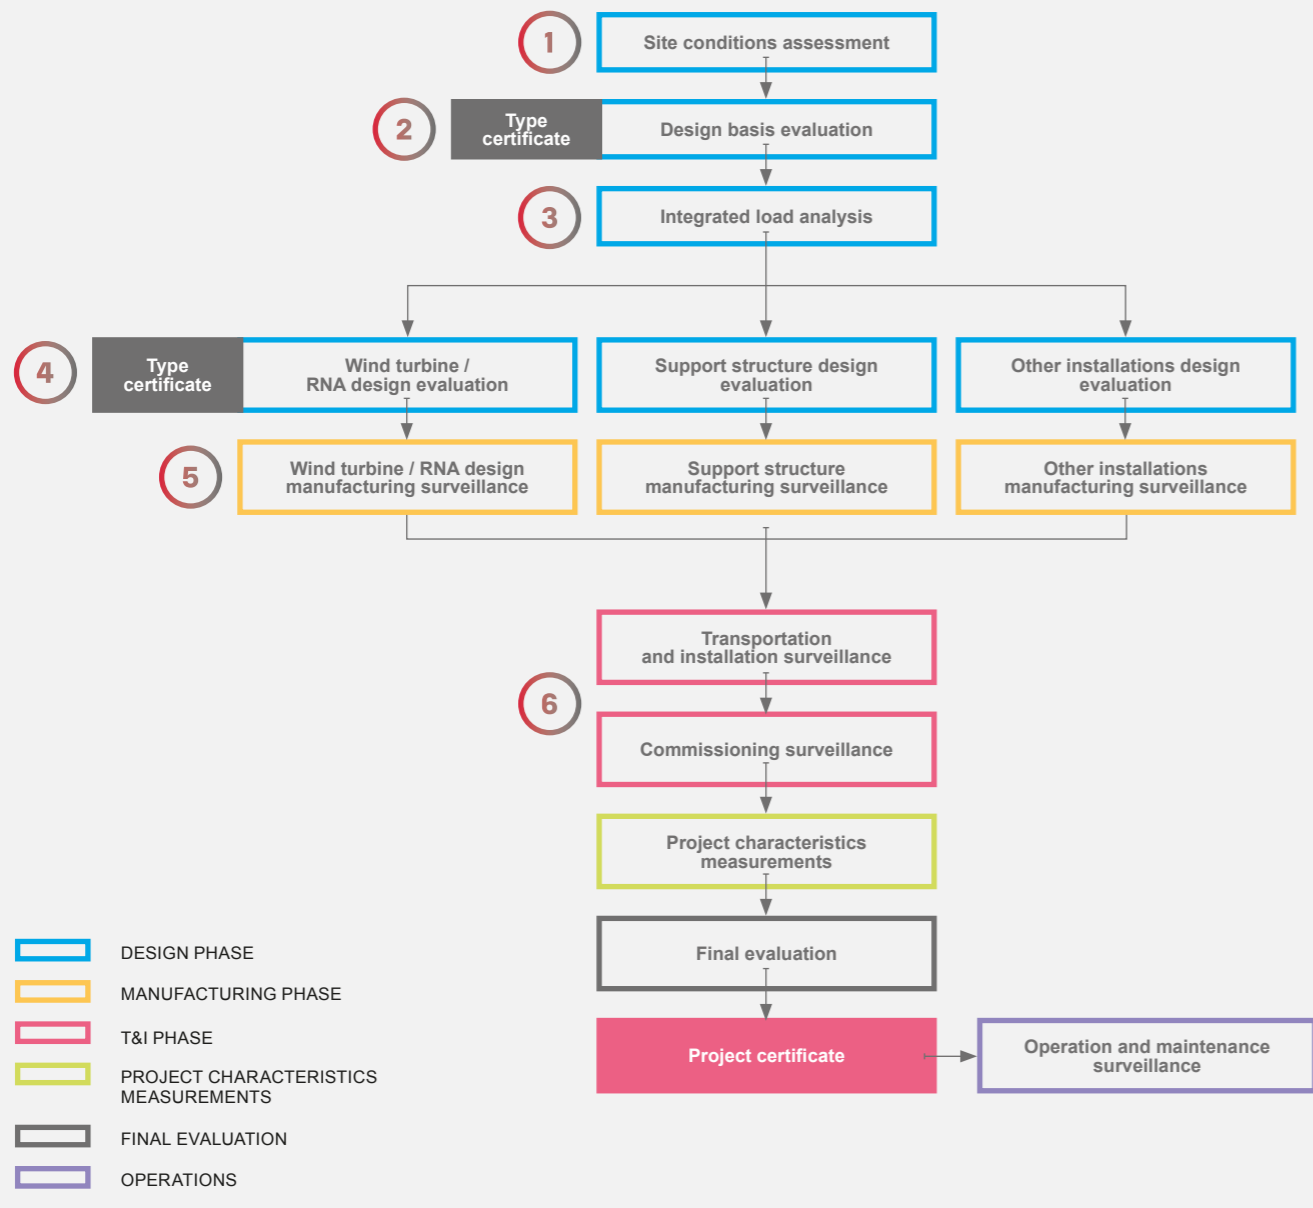 1
Site conditions assessment
2
Type
certificate
Design basis evaluation
3
Integrated load analysis
4
Type
certificate
Wind turbine /
RNA design evaluation
Support structure design
evaluation
Other installations design
evaluation
5
Wind turbine / RNA design
manufacturing surveillance
Support structure
manufacturing surveillance
Other installations
manufacturing surveillance
Transportation
and installation surveillance
6
Commissioning surveillance
Project characteristics
measurements
Final evaluation
Project certificate
Operation and maintenance
surveillance
DESIGN PHASE
MANUFACTURING PHASE
T&I PHASE
PROJECT CHARACTERISTICS
MEASUREMENTS
FINAL EVALUATION
OPERATIONS